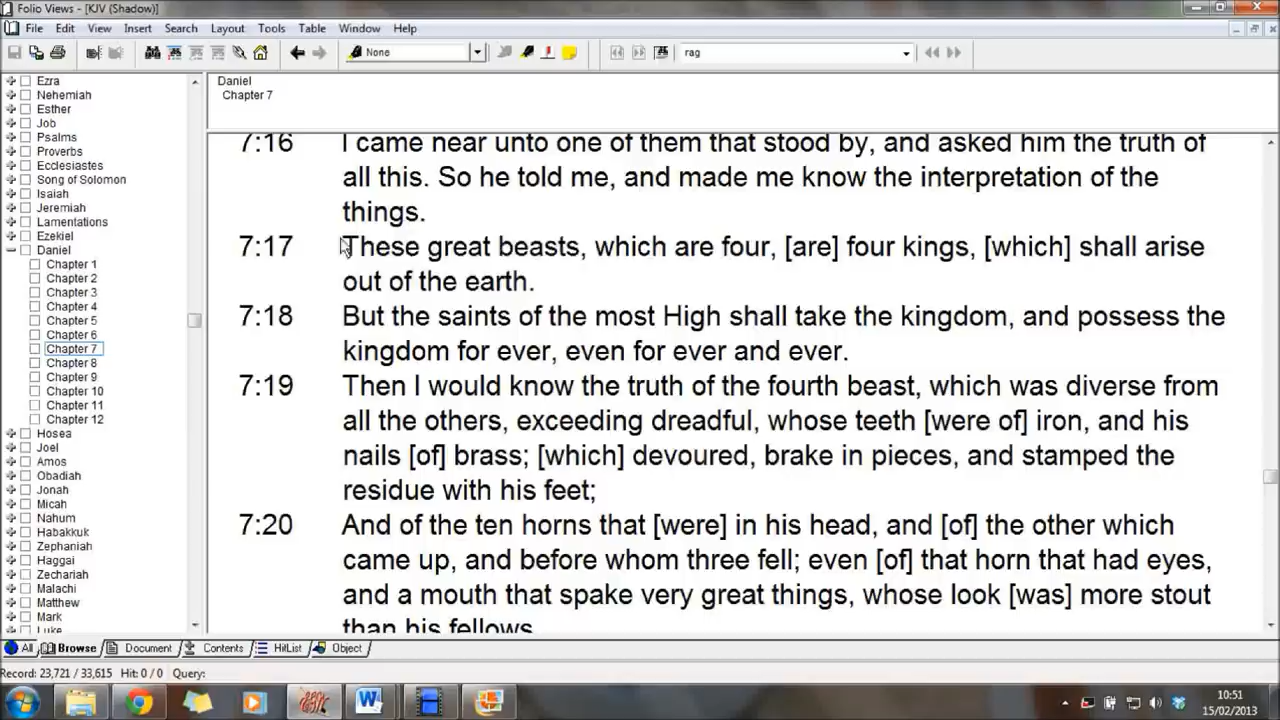 Folio Views - [KJV (Shadow)]
File Edit View Insert Search Layout Tools Table Window Help
None
rag
Ezra
Nehemiah
Esther
Job
Psalms
Proverbs
Ecclesiastes
Song of Solomon
Isaiah
Jeremiah
Lamentations
Ezekiel
Daniel
Chapter 1
Chapter 2
Chapter 3
Chapter 4
Chapter 5
Chapter 6
Chapter 7
Chapter 8
Chapter 9
Chapter 10
Chapter 11
Chapter 12
Hosea
Joel
Amos
Obadiah
Jonah
Micah
Nahum
Habakkuk
Zephaniah
Haggai
Zechariah
Malachi
Matthew
Mark
Luke
Daniel
Chapter 7
7:16 I came near unto one of them that stood by, and asked him the truth of
all this. So he told me, and made me know the interpretation of the
things.
7:17 These great beasts, which are four, [are] four kings, [which] shall arise
out of the earth.
7:18 But the saints of the most High shall take the kingdom, and possess the
kingdom for ever, even for ever and ever.
7:19 Then I would know the truth of the fourth beast, which was diverse from
all the others, exceeding dreadful, whose teeth [were of] iron, and his
nails [of] brass; [which] devoured, brake in pieces, and stamped the
residue with his feet;
7:20 And of the ten horns that [were] in his head, and [of] the other which
came up, and before whom three fell; even [of] that horn that had eyes,
and a mouth that spake very great things, whose look [was] more stout
than his fellows.
All Browse Document Contents HitList Object
Record: 23,721 / 33,615 Hit: 0 / 0 Query:
10:51
15/02/2013